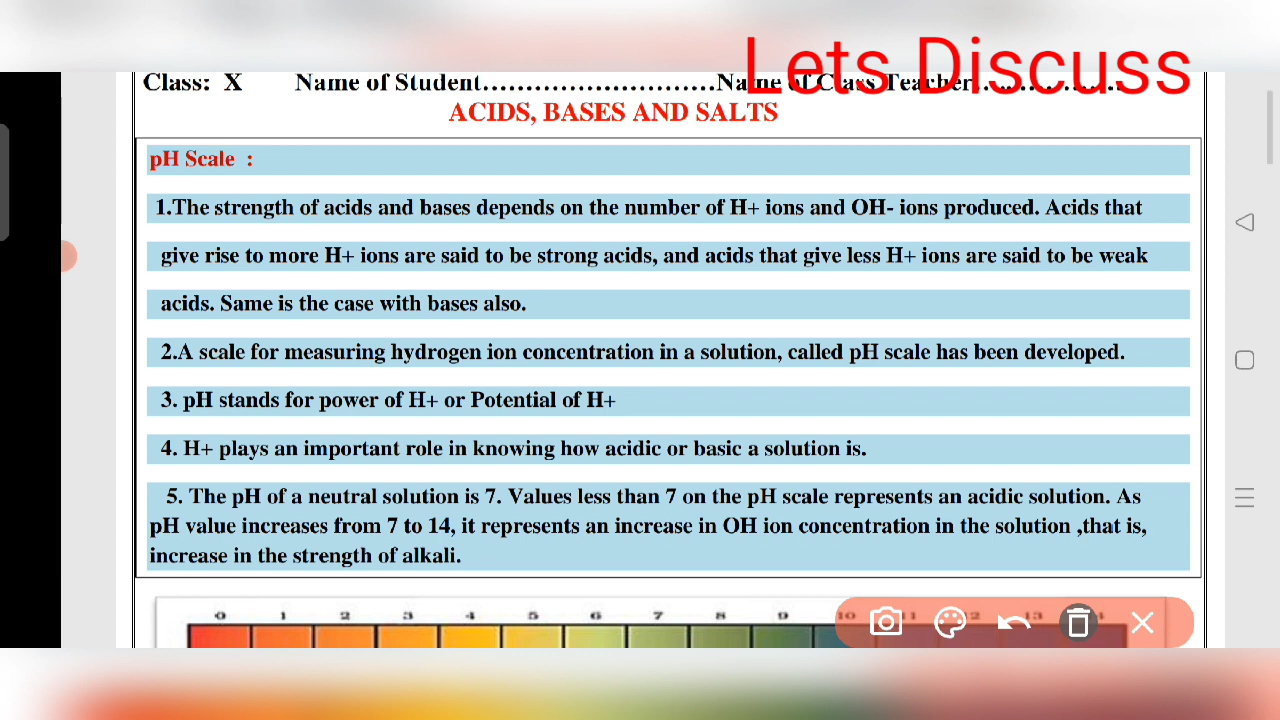 Lets Discuss
Class: X Name of Student...........................Name of Class Teacher..................
ACIDS, BASES AND SALTS
pH Scale :
1.The strength of acids and bases depends on the number of H+ ions and OH- ions produced. Acids that
give rise to more H+ ions are said to be strong acids, and acids that give less H+ ions are said to be weak
acids. Same is the case with bases also.
2.A scale for measuring hydrogen ion concentration in a solution, called pH scale has been developed.
3. pH stands for power of H+ or Potential of H+
4. H+ plays an important role in knowing how acidic or basic a solution is.
5. The pH of a neutral solution is 7. Values less than 7 on the pH scale represents an acidic solution. As
pH value increases from 7 to 14, it represents an increase in OH ion concentration in the solution ,that is,
increase in the strength of alkali.
0 1 2 3 4 5 6 7 8 9 10 11 12 13